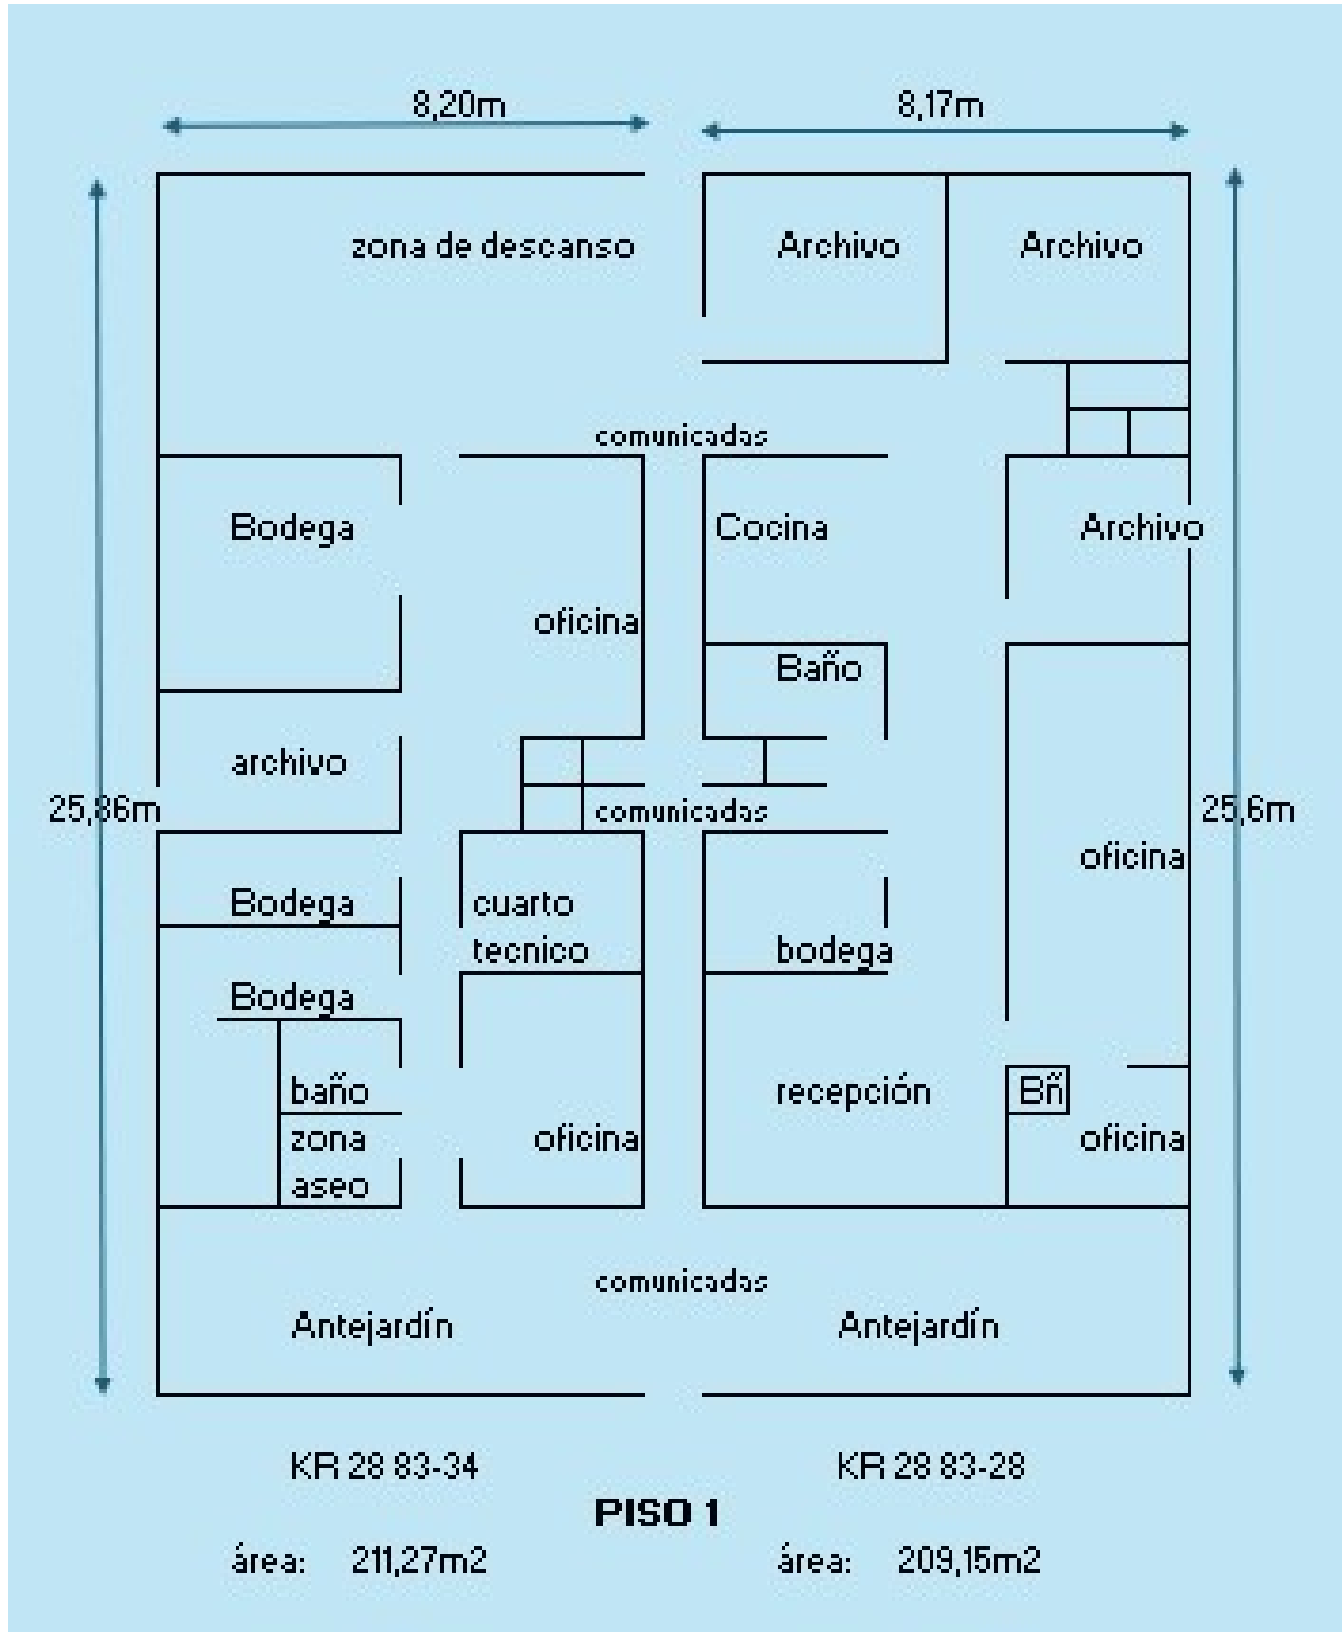 8,20m 8,17m
zona de descanso Archivo Archivo
comunicadas
Bodega Cocina Archivo
oficina
Baño
archivo
25,86m comunicadas 25,6m
oficina
Bodega cuarto
tecnico bodega
Bodega
baño recepción Bñ
zona oficina oficina
aseo
comunicadas
Antejardín Antejardín
KR 28 83-34 KR 28 83-28
PISO 1
área: 211,27m2 área: 209,15m2